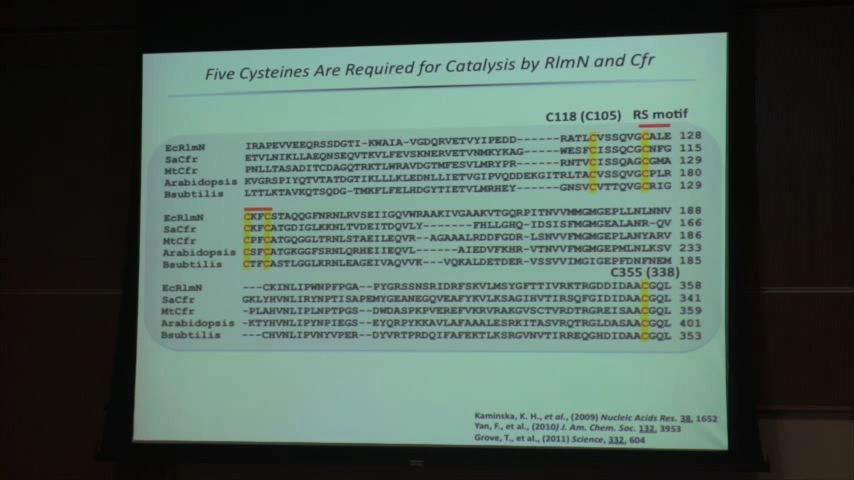 Five Cysteines Are Required for Catalysis by RlmN and Cfr
C118 (C105) RS motif
EcRlmN IRAPEVVEEQRSSDGTI-KWAIA-VGDQRVETVYIPEDD------RATLCVSSQVGCALE 128
SaCfr ETVLNIKLLAEQNSEQVTKVLFEVSKNERVETVNMKYKAG------WESFCISSQCGCNFG 115
MtCfr PNLLTASADITCDAGQTRKTLWRAVDGTMFESVLMRYPR-------RNTVCISSQAGCGMA 129
Arabidopsis KVGRSPIYQTVTATDGTIKLLLKLEDNLLIETVGIPVQDDEKGITRLTACVSSQVGCPLR 180
Bsubtilis LTTLKTAVKQTSQDG-TMKFLFELHDGYTIETVLMRHEY-------GNSVCVTTQVGCRIG 129
EcRlmN CKFCSTAQQGFNRNLRVSEIIGQVWRAAKIVGAAKVTGQRPITNVVMMGMGEPLLNLNNV 188
SaCfr CKFCATGDIGLKKNLTVDEITDQVLY-------FHLLGHQ-IDSISFMGMGEALANR-QV 166
MtCfr CPFCATGQGGLTRNLSTAEILEQVR--AGAAALRDDFGDR-LSNVVFMGMGEPLANYARV 186
Arabidopsis CSFCATGKGGFSRNLQRHEIIEQVL------AIEDVFKHR-VTNVVFMGMGEPMLNLKSV 233
Bsubtilis CTFCASTLGGLKRNLEAGEIVAQVVK-----VQKALDETDER-VSSVVIMGIGEPFDNFNEM 185
C355 (338)
EcRlmN ---CKINLIPWNPFPGA--PYGRSSNSRIDRFSKVLMSYGFTTIVRKTRGDDIDAACGQL 358
SaCfr GKLYHVNLIRYNPTISAPEMYGEANEGQVEAFYKVLKSAGIHVTIRSQFGIDIDAACGQL 341
MtCfr -PLAHVNLIPLNPTPGS--DWDASPKPVEREFVKRVRAKGVSCTVRDTRGREISAACGQL 359
Arabidopsis -KTYHVNLIPYNPIEGS--EYQRPYKKAVLAFAAALESRKITASVRQTRGLDASAACGQL 401
Bsubtilis ---CHVNLIPVNYVPER--DYVRTPRDQIFAFEKTLKSRGVNVTIRREQGHDIDAACGQL 353
Kaminska, K. H., et al., (2009) Nucleic Acids Res. 38, 1652
Yan, F., et al., (2010) J. Am. Chem. Soc. 132, 3953
Grove, T., et al., (2011) Science, 332, 604